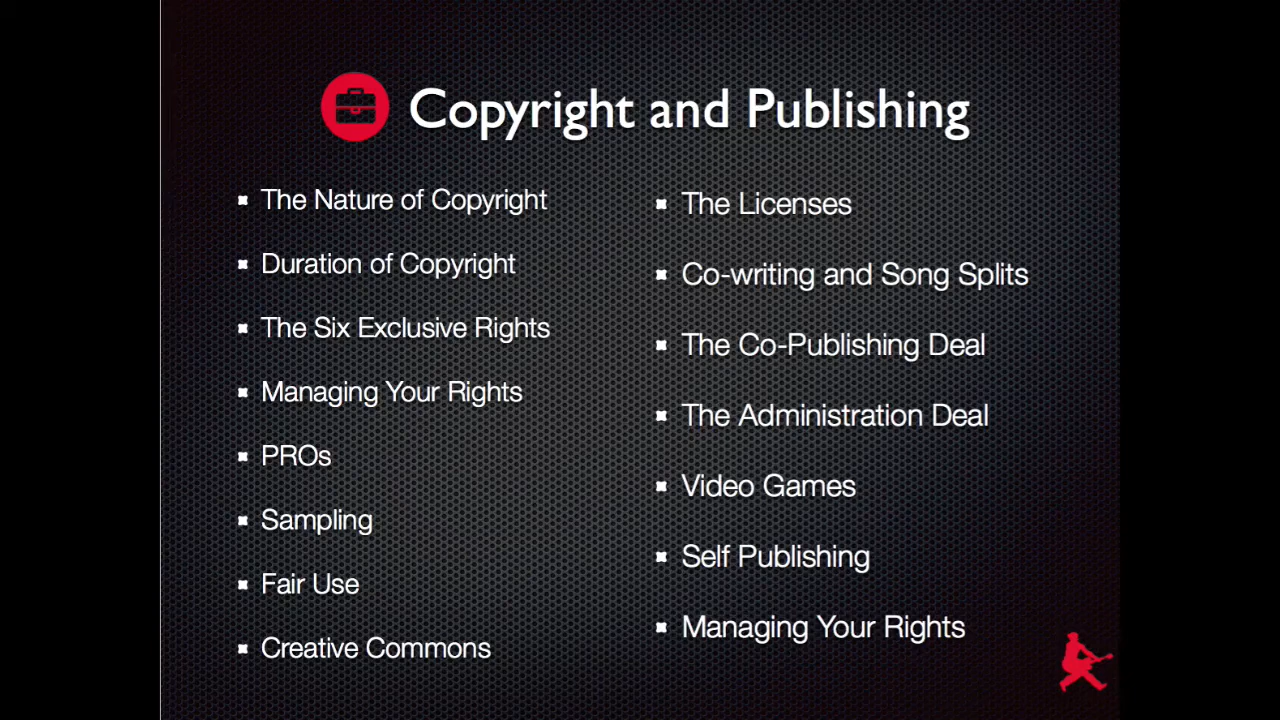 Copyright and Publishing
The Nature of Copyright
Duration of Copyright
The Six Exclusive Rights
Managing Your Rights
PROs
Sampling
Fair Use
Creative Commons
The Licenses
Co-writing and Song Splits
The Co-Publishing Deal
The Administration Deal
Video Games
Self Publishing
Managing Your Rights